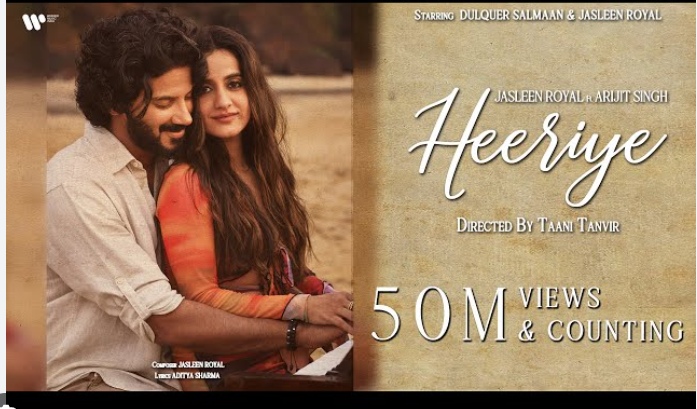 STARRING DULQUER SALMAAN & JASLEEN ROYAL
JASLEEN ROYAL ft ARIJIT SINGH
Heeriye
DIRECTED BY TAANI TANVIR
50M VIEWS
& COUNTING
COMPOSER JASLEEN ROYAL
LYRICS ADITYA SHARMA